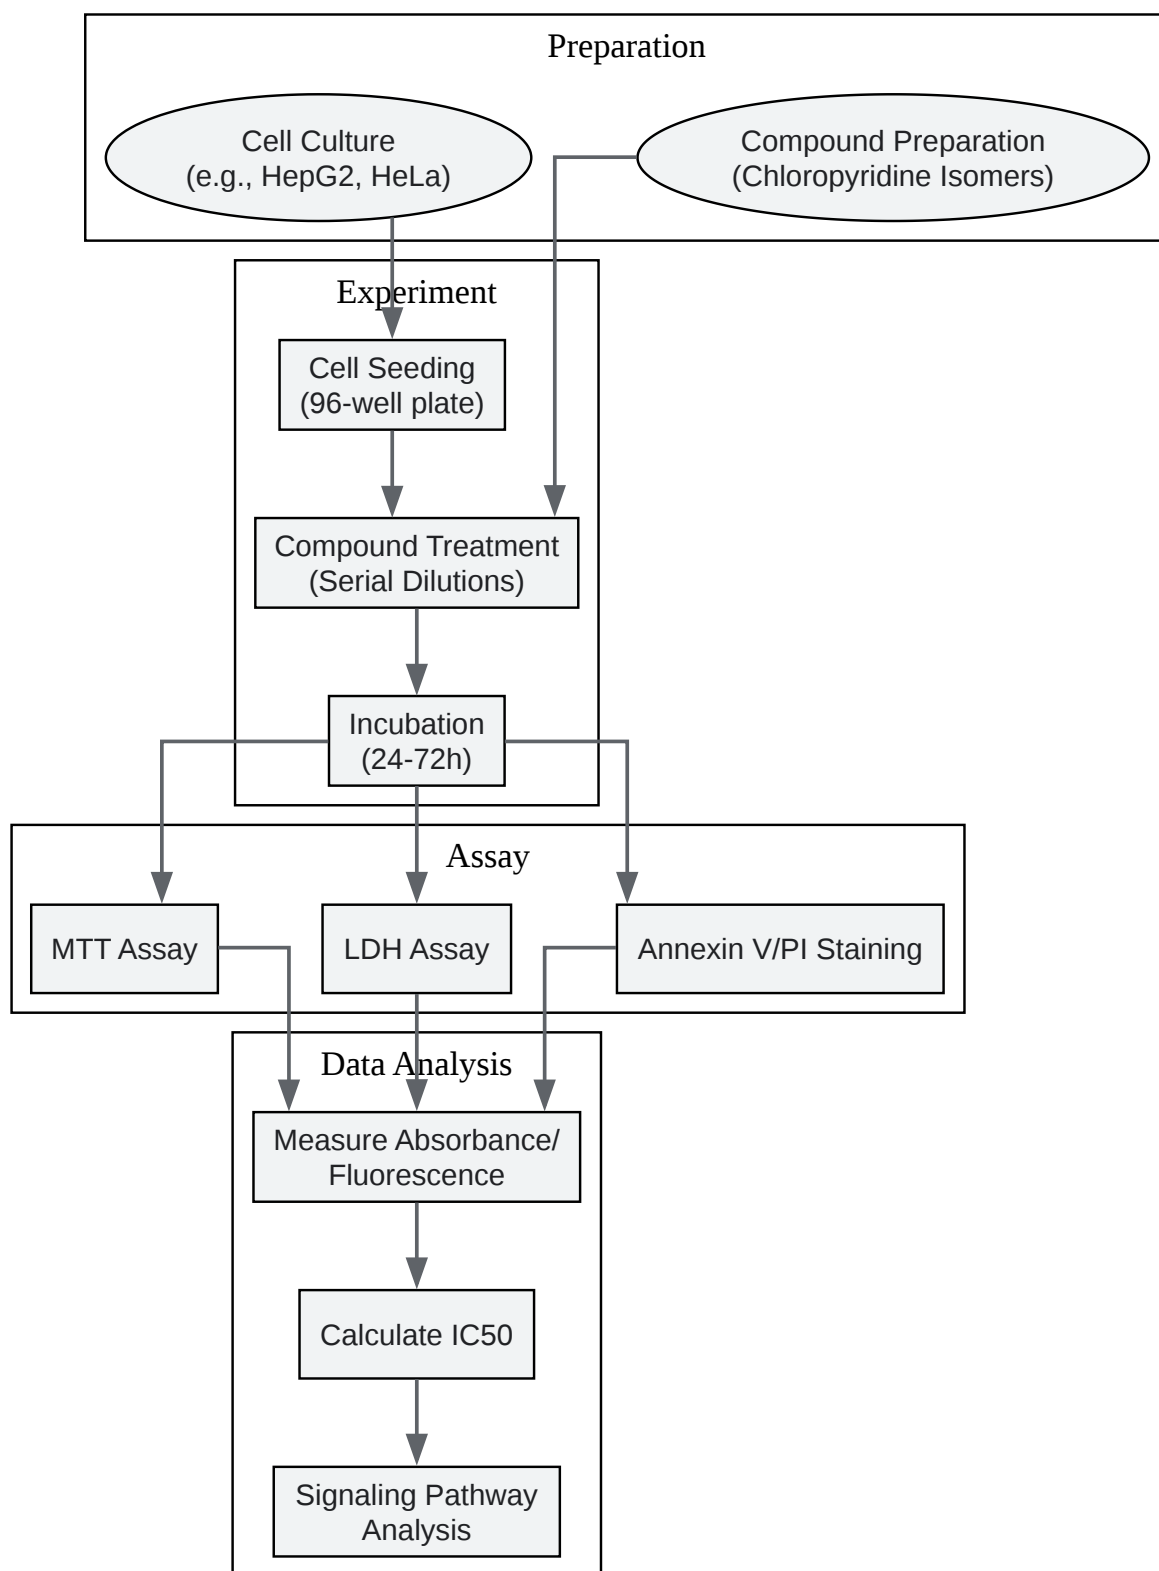 Preparation
Cell Culture
(e.g., HepG2, HeLa)
Compound Preparation
(Chloropyridine Isomers)
Experiment
Cell Seeding
(96-well plate)
Compound Treatment
(Serial Dilutions)
Incubation
(24-72h)
Assay
MTT Assay
LDH Assay
Annexin V/PI Staining
Data Analysis
Measure Absorbance/
Fluorescence
Calculate IC50
Signaling Pathway
Analysis